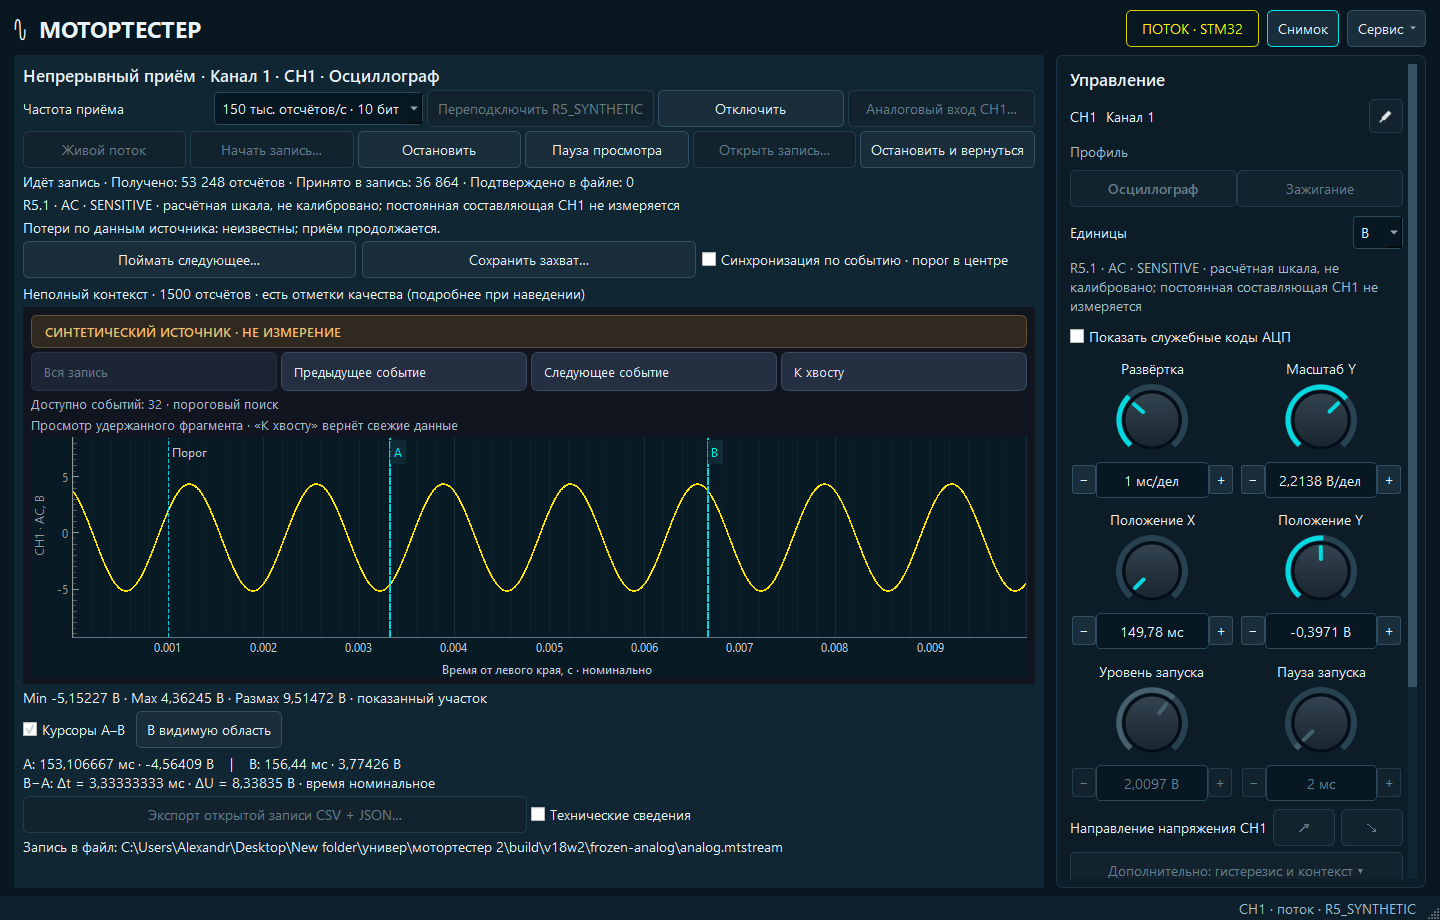 МОТОРТЕСТЕР
ПОТОК · STM32
Снимок
Сервис
Непрерывный приём · Канал 1 · CH1 · Осциллограф
Частота приёма
150 тыс. отсчётов/с · 10 бит
Переподключить R5_SYNTHETIC
Отключить
Аналоговый вход CH1...
Живой поток
Начать запись...
Остановить
Пауза просмотра
Открыть запись...
Остановить и вернуться
Идёт запись · Получено: 53 248 отсчётов · Принято в запись: 36 864 · Подтверждено в файле: 0
R5.1 · AC · SENSITIVE · расчётная шкала, не калибровано; постоянная составляющая CH1 не измеряется
Потери по данным источника: неизвестны; приём продолжается.
Поймать следующее...
Сохранить захват...
Синхронизация по событию · порог в центре
Неполный контекст · 1500 отсчётов · есть отметки качества (подробнее при наведении)
СИНТЕТИЧЕСКИЙ ИСТОЧНИК · НЕ ИЗМЕРЕНИЕ
Вся запись
Предыдущее событие
Следующее событие
К хвосту
Доступно событий: 32 · пороговый поиск
Просмотр удержанного фрагмента · «К хвосту» вернёт свежие данные
Порог
A
B
5
0
-5
CH1 · AC, В
0.001
0.002
0.003
0.004
0.005
0.006
0.007
0.008
0.009
Время от левого края, с · номинально
Min -5,15227 В · Max 4,36245 В · Размах 9,51472 В · показанный участок
Курсоры A–B
В видимую область
A: 153,106667 мс · -4,56409 В | B: 156,44 мс · 3,77426 В
B−A: Δt = 3,33333333 мс · ΔU = 8,33835 В · время номинальное
Экспорт открытой записи CSV + JSON...
Технические сведения
Запись в файл: C:\Users\Alexandr\Desktop\New folder\универ\мотортестер 2\build\v18w2\frozen-analog\analog.mtstream
Управление
CH1 Канал 1
Профиль
Осциллограф
Зажигание
Единицы
В
R5.1 · AC · SENSITIVE · расчётная шкала, не
калибровано; постоянная составляющая CH1 не
измеряется
Показать служебные коды АЦП
Развёртка
Масштаб Y
−
1 мс/дел
+
−
2,2138 В/дел
+
Положение X
Положение Y
−
149,78 мс
+
−
-0,3971 В
+
Уровень запуска
Пауза запуска
−
2,0097 В
+
−
2 мс
+
Направление напряжения CH1
↗
↘
Дополнительно: гистерезис и контекст
CH1 · поток · R5_SYNTHETIC